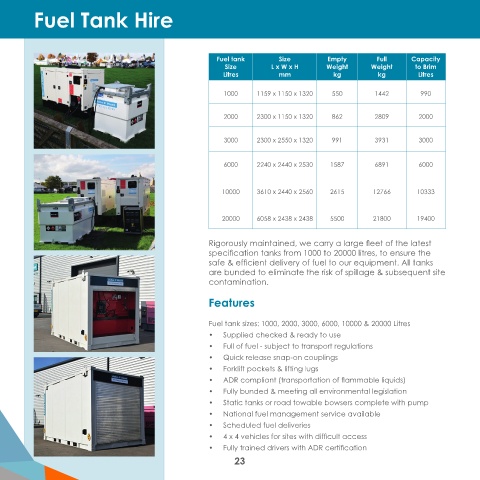 Fuel Tank Hire
Fuel tank Size Litres | Size L x W x H mm | Empty Weight kg | Full Weight kg | Capacity to Brim Litres
1000 | 1159 x 1150 x 1320 | 550 | 1442 | 990
2000 | 2300 x 1150 x 1320 | 862 | 2809 | 2000
3000 | 2300 x 2550 x 1320 | 991 | 3931 | 3000
6000 | 2240 x 2440 x 2530 | 1587 | 6891 | 6000
10000 | 3610 x 2440 x 2560 | 2615 | 12766 | 10333
20000 | 6058 x 2438 x 2438 | 5500 | 21800 | 19400
Rigorously maintained, we carry a large fleet of the latest
specification tanks from 1000 to 20000 litres, to ensure the
safe & efficient delivery of fuel to our equipment. All tanks
are bunded to eliminate the risk of spillage & subsequent site
contamination.
Features
Fuel tank sizes: 1000, 2000, 3000, 6000, 10000 & 20000 Litres
• Supplied checked & ready to use
• Full of fuel - subject to transport regulations
• Quick release snap-on couplings
• Forklift pockets & lifting lugs
• ADR compliant (transportation of flammable liquids)
• Fully bunded & meeting all environmental legislation
• Static tanks or road towable bowsers complete with pump
• National fuel management service available
• Scheduled fuel deliveries
• 4 x 4 vehicles for sites with difficult access
• Fully trained drivers with ADR certification
23